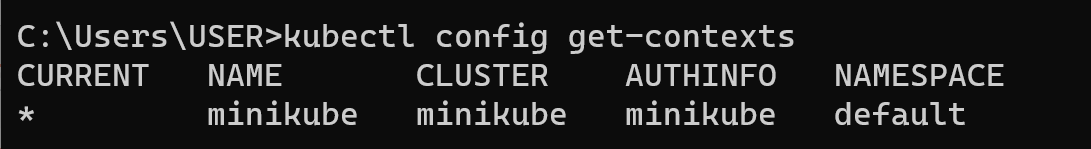 C:\Users\USER>kubectl config get-contexts
CURRENT   NAME       CLUSTER    AUTHINFO   NAMESPACE
*         minikube   minikube   minikube   default